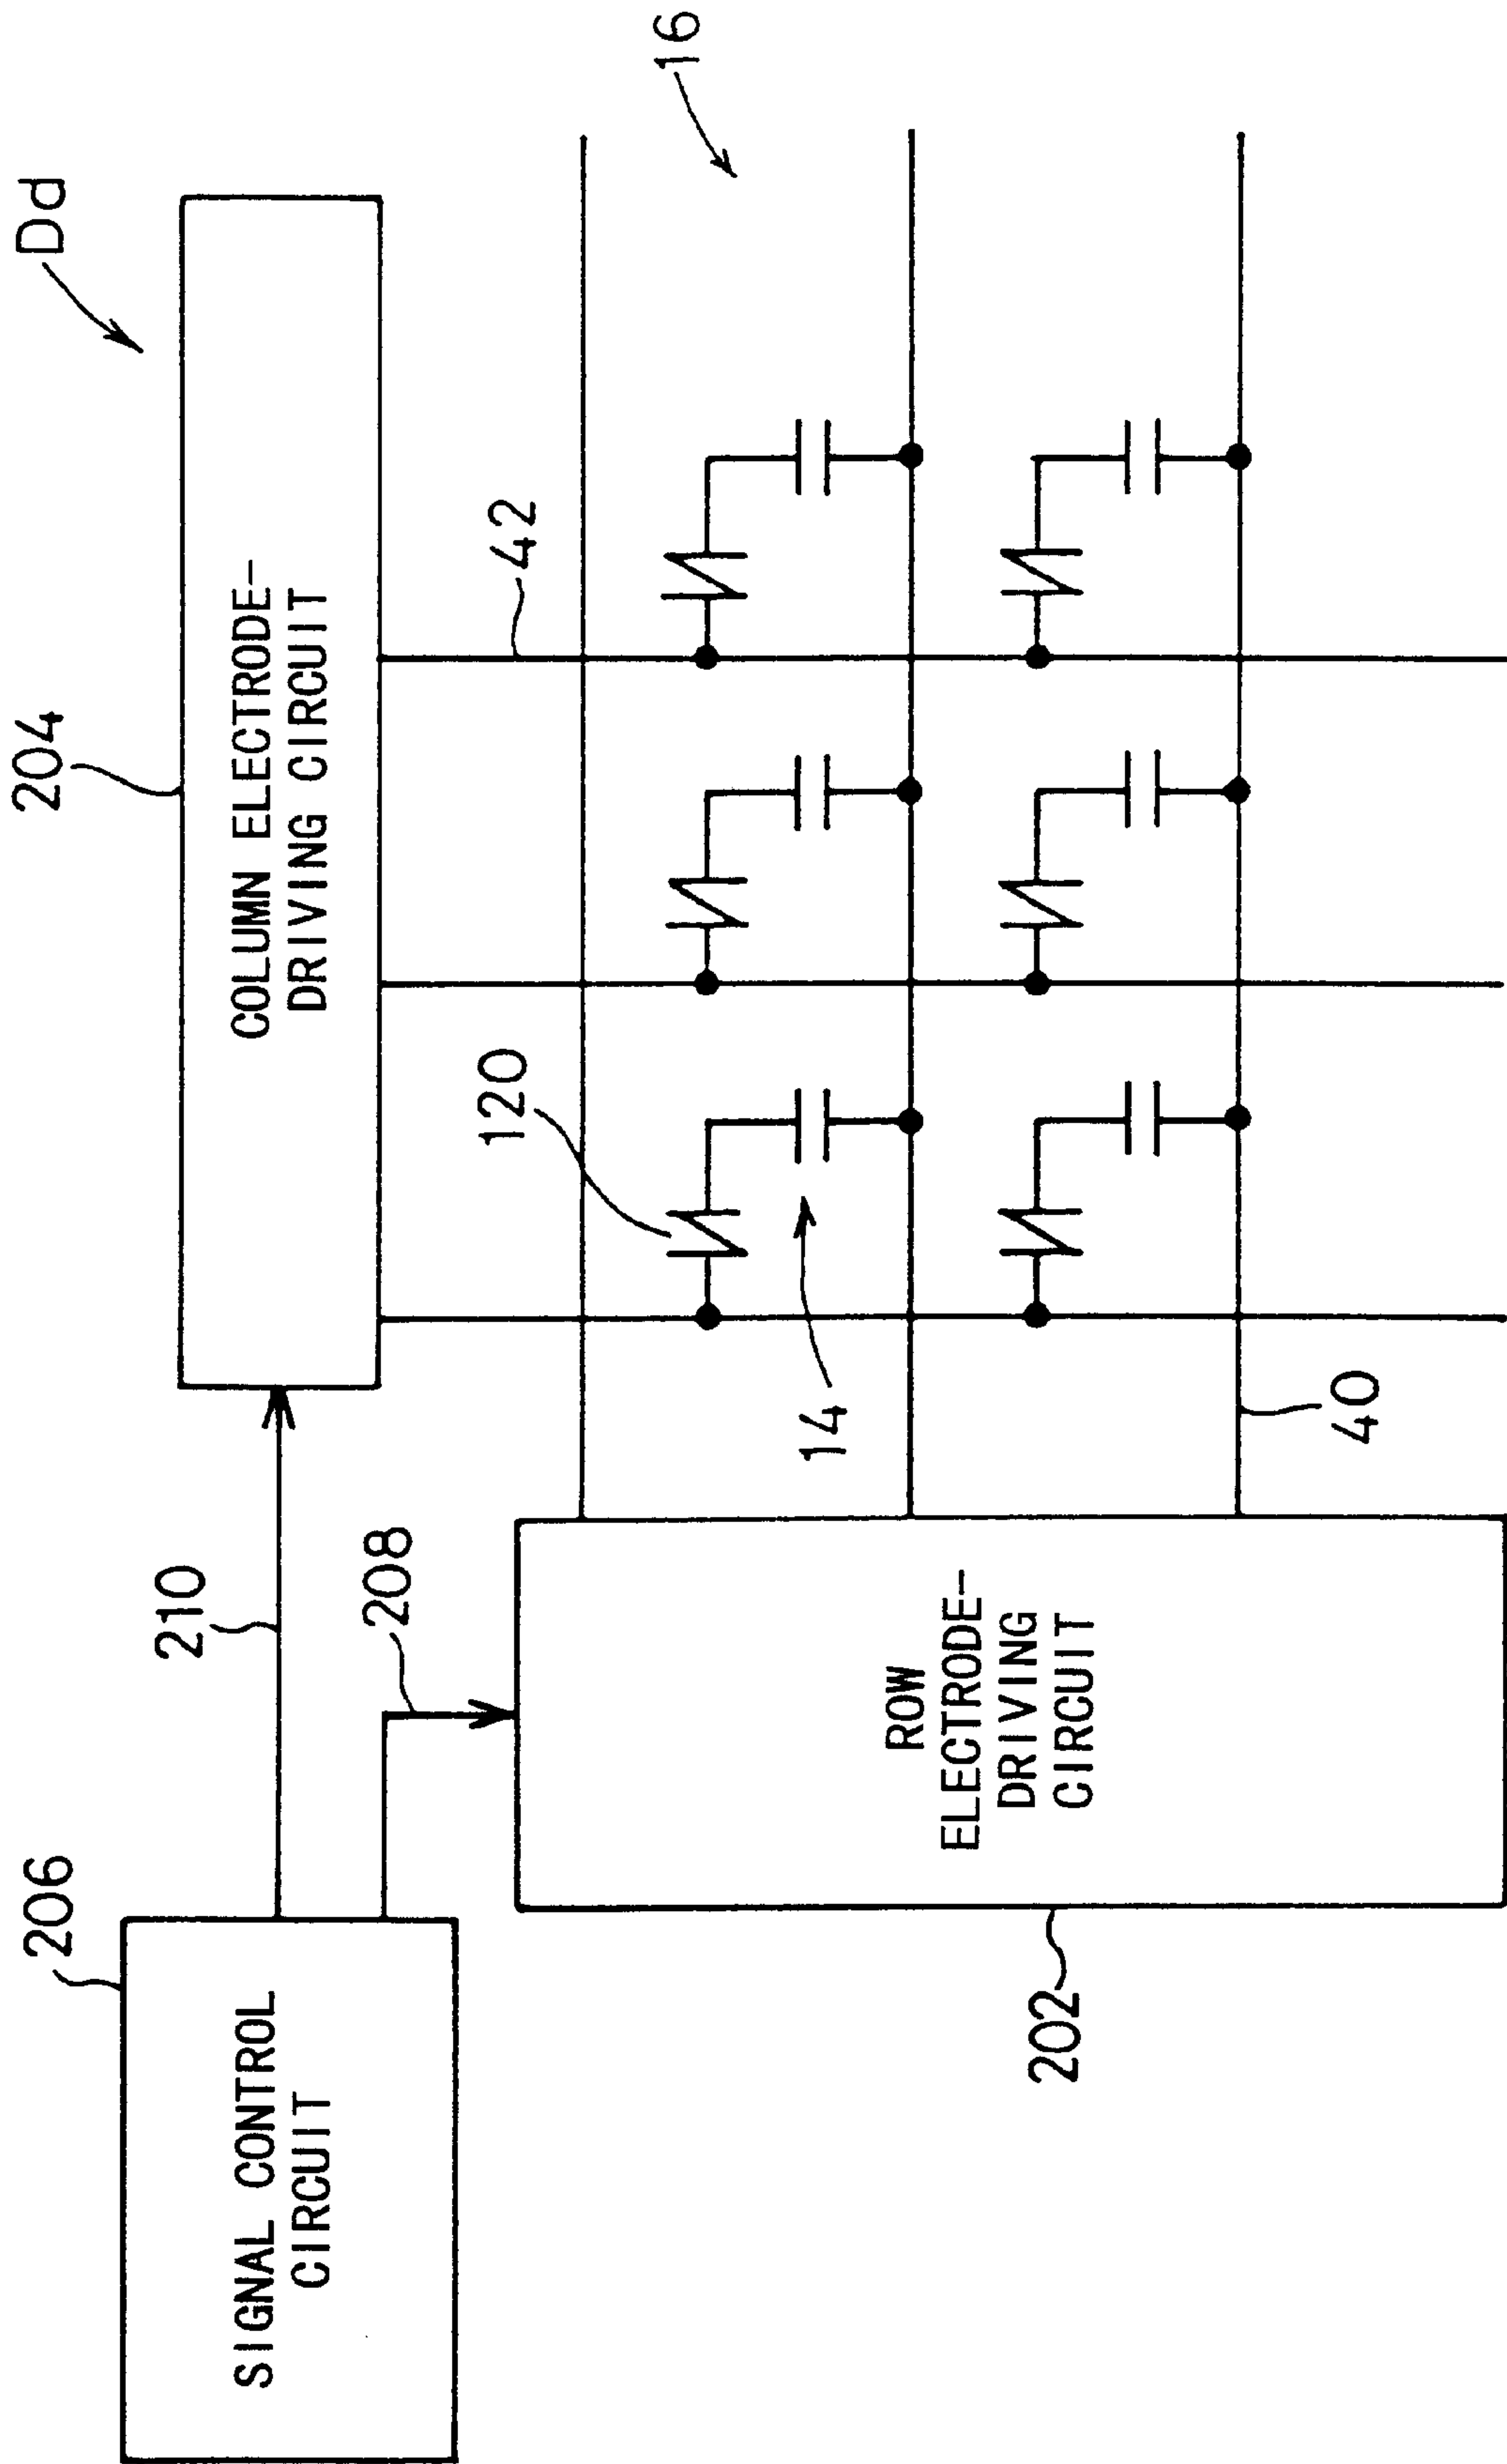 Dd
204
206
COLUMN ELECTRODE-
DRIVING CIRCUIT
16
SIGNAL CONTROL
CIRCUIT
210
208
42
120
14
ROW
ELECTRODE-
DRIVING
CIRCUIT
40
202